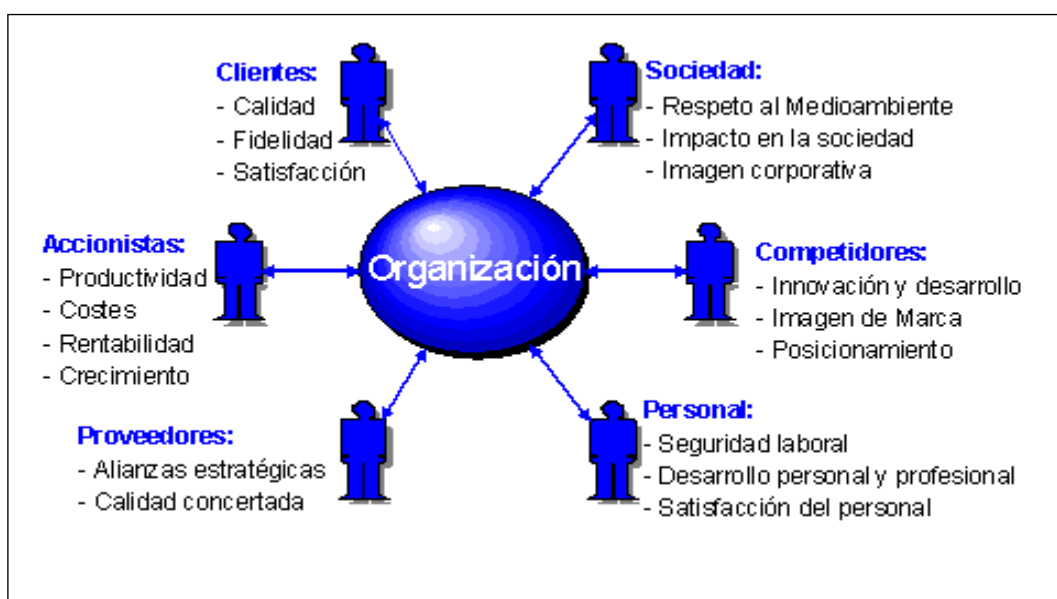 Clientes:
- Calidad
- Fidelidad
- Satisfacción
Sociedad:
- Respeto al Medioambiente
- Impacto en la sociedad
- Imagen corporativa
Accionistas:
- Productividad
- Costes
- Rentabilidad
- Crecimiento
Organización
Competidores:
- Innovación y desarrollo
- Imagen de Marca
- Posicionamiento
Proveedores:
- Alianzas estratégicas
- Calidad concertada
Personal:
- Seguridad laboral
- Desarrollo personal y profesional
- Satisfacción del personal